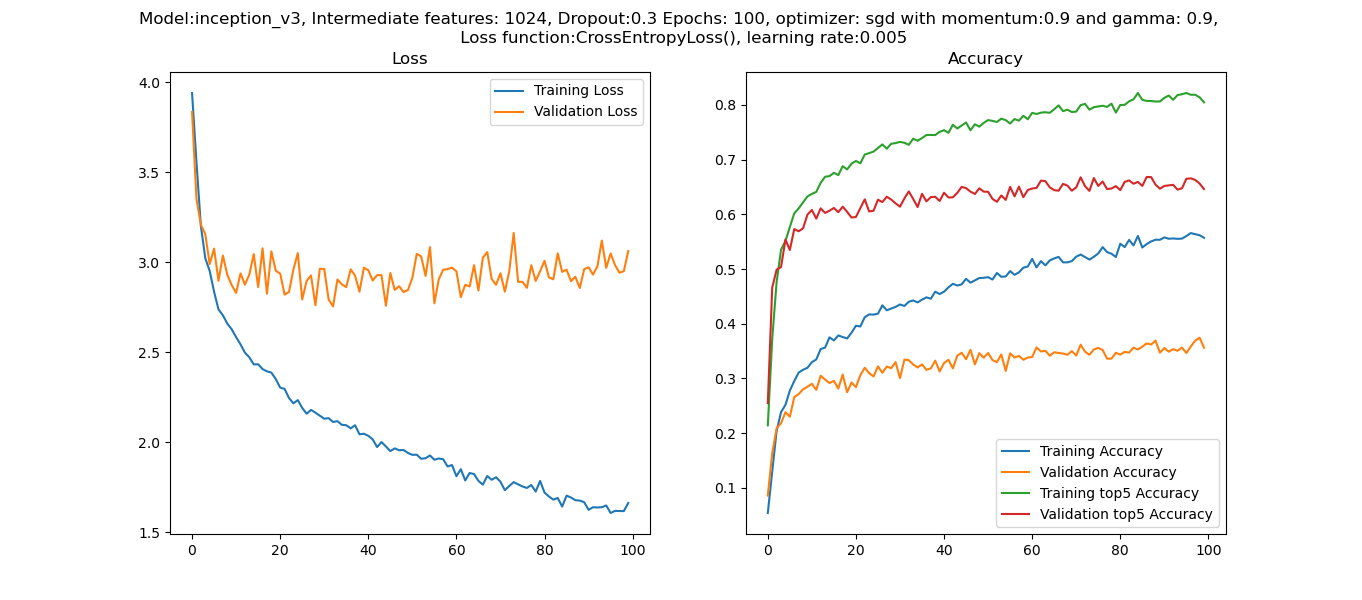 Model:inception_v3, Intermediate features: 1024, Dropout:0.3 Epochs: 100, optimizer: sgd with momentum:0.9 and gamma: 0.9,
Loss function:CrossEntropyLoss(), learning rate:0.005
Loss
4.0
3.5
3.0
2.5
2.0
1.5
0 20 40 60 80 100
Training Loss
Validation Loss
Accuracy
0.8
0.7
0.6
0.5
0.4
0.3
0.2
0.1
0 20 40 60 80 100
Training Accuracy
Validation Accuracy
Training top5 Accuracy
Validation top5 Accuracy